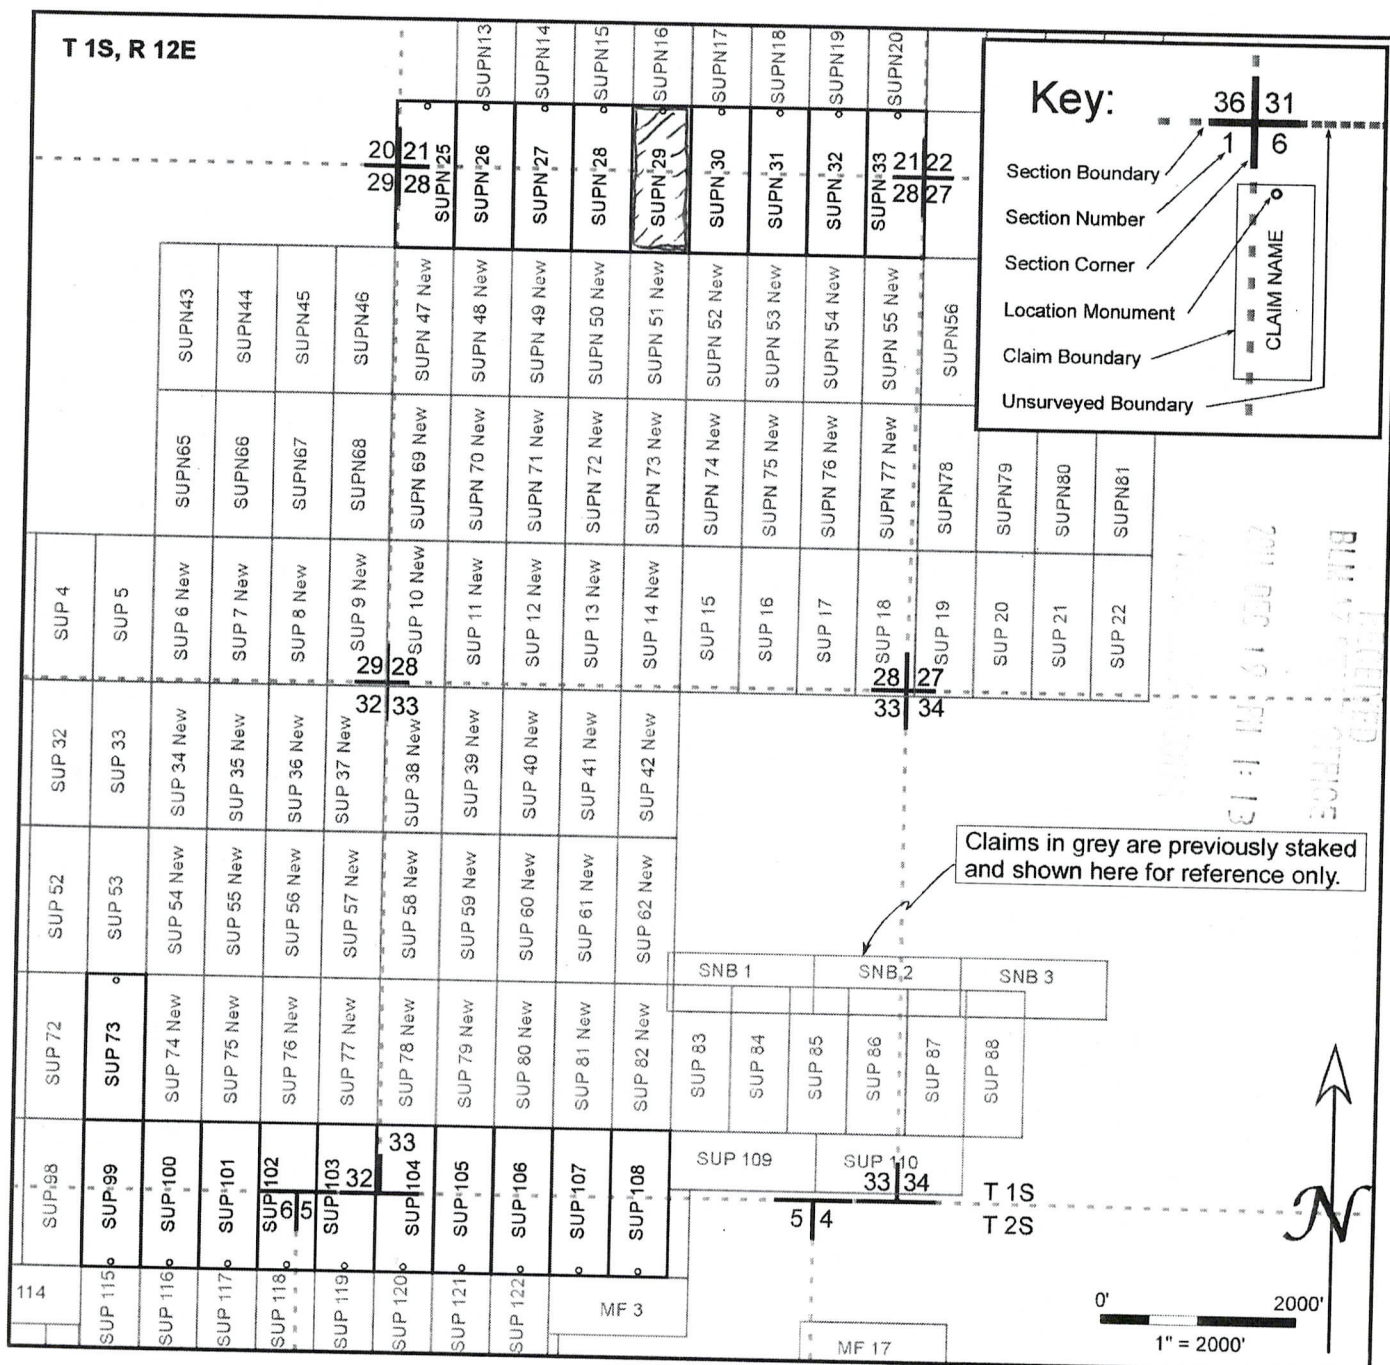 T 1S, R 12E
SUPN13
SUPN14
SUPN15
SUPN16
SUPN17
SUPN18
SUPN19
SUPN20
Key:
36 31
1 6
Section Boundary
Section Number
Section Corner
Location Monument
Claim Boundary
Unsurveyed Boundary
CLAIM NAME
20 21
29 28
SUPN 25
SUPN 26
SUPN 27
SUPN 28
SUPN 29
SUPN 30
SUPN 31
SUPN 32
SUPN 33
21 22
28 27
SUPN43
SUPN44
SUPN45
SUPN46
SUPN 47 New
SUPN 48 New
SUPN 49 New
SUPN 50 New
SUPN 51 New
SUPN 52 New
SUPN 53 New
SUPN 54 New
SUPN 55 New
SUPN56
SUPN65
SUPN66
SUPN67
SUPN68
SUPN 69 New
SUPN 70 New
SUPN 71 New
SUPN 72 New
SUPN 73 New
SUPN 74 New
SUPN 75 New
SUPN 76 New
SUPN 77 New
SUPN78
SUPN79
SUPN80
SUPN81
SUP 4
SUP 5
SUP 6 New
SUP 7 New
SUP 8 New
SUP 9 New
SUP 10 New
SUP 11 New
SUP 12 New
SUP 13 New
SUP 14 New
SUP 15
SUP 16
SUP 17
SUP 18
SUP 19
SUP 20
SUP 21
SUP 22
29 28
32 33
28 27
33 34
SUP 32
SUP 33
SUP 34 New
SUP 35 New
SUP 36 New
SUP 37 New
SUP 38 New
SUP 39 New
SUP 40 New
SUP 41 New
SUP 42 New
PM 1:13
Claims in grey are previously staked
and shown here for reference only.
SUP 52
SUP 53
SUP 54 New
SUP 55 New
SUP 56 New
SUP 57 New
SUP 58 New
SUP 59 New
SUP 60 New
SUP 61 New
SUP 62 New
SNB 1
SNB 2
SNB 3
SUP 72
SUP 73
SUP 74 New
SUP 75 New
SUP 76 New
SUP 77 New
SUP 78 New
SUP 79 New
SUP 80 New
SUP 81 New
SUP 82 New
SUP 83
SUP 84
SUP 85
SUP 86
SUP 87
SUP 88
SUP 98
SUP 99
SUP 100
SUP 101
SUP 102
SUP 103
SUP 104
SUP 105
SUP 106
SUP 107
SUP 108
SUP 109
SUP 110
33
32
6 5
33 34
5 4
T 1S
T 2S
N
114
SUP 115
SUP 116
SUP 117
SUP 118
SUP 119
SUP 120
SUP 121
SUP 122
MF 3
MF 17
0' 2000'
1" = 2000'